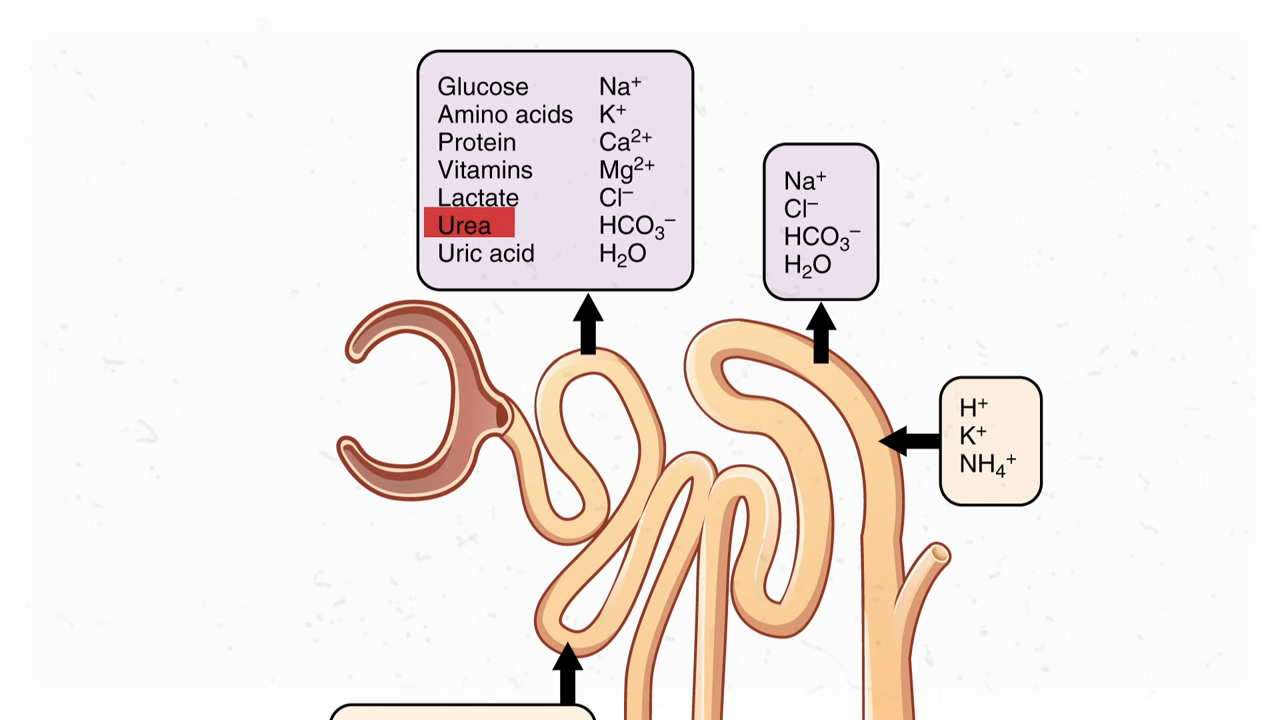 Glucose Na⁺
Amino acids K⁺
Protein Ca²⁺
Vitamins Mg²⁺
Lactate Cl⁻
Urea HCO₃⁻
Uric acid H₂O
Na⁺
Cl⁻
HCO₃⁻
H₂O
H⁺
K⁺
NH₄⁺